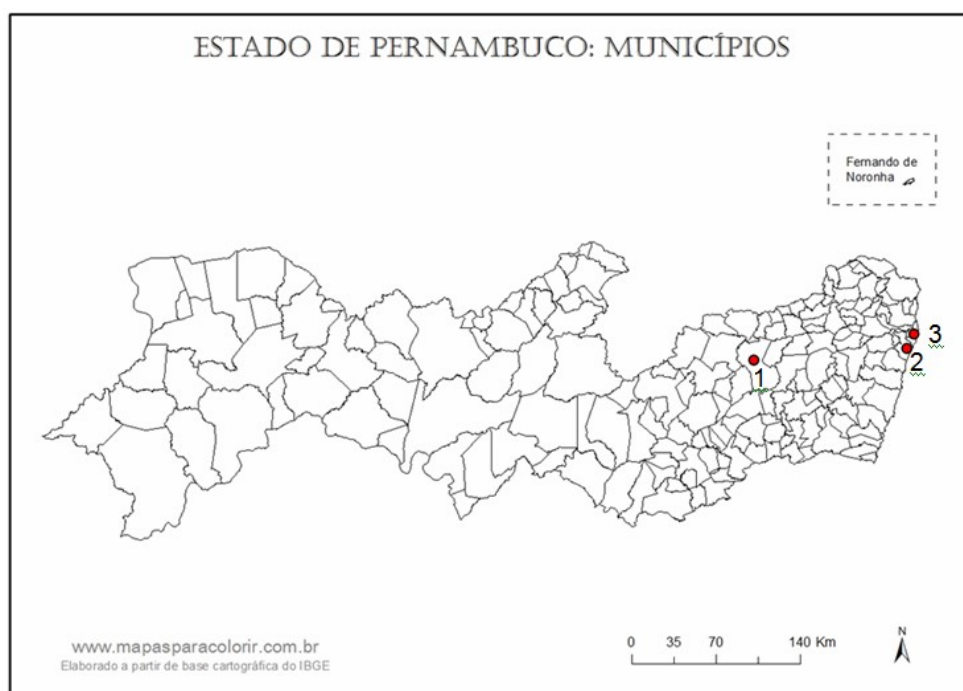 ESTADO DE PERNAMBUCO: MUNICÍPIOS
Fernando de
Noronha
3
2
1
www.mapasparacolorir.com.br
Elaborado a partir de base cartográfica do IBGE
0 35 70 140 Km
N